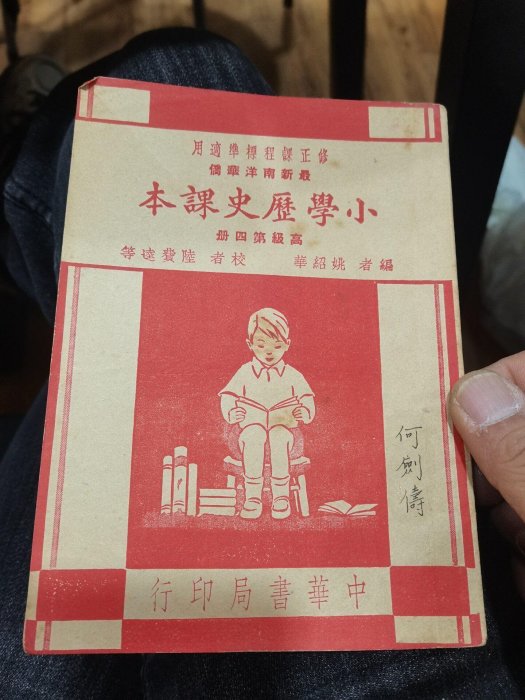 修正課程標準適用
最新南洋華僑
小學歷史課本
高級第四冊
編者 姚紹華 校者 陸費逵等
何劍儔
中華書局印行